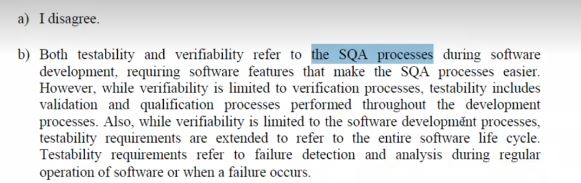 a) I disagree.
b) Both testability and verifiability refer to the SQA processes during software
development, requiring software features that make the SQA processes easier.
However, while verifiability is limited to verification processes, testability includes
validation and qualification processes performed throughout the development
processes. Also, while verifiability is limited to the software development processes,
testability requirements are extended to refer to the entire software life cycle.
Testability requirements refer to failure detection and analysis during regular
operation of software or when a failure occurs.